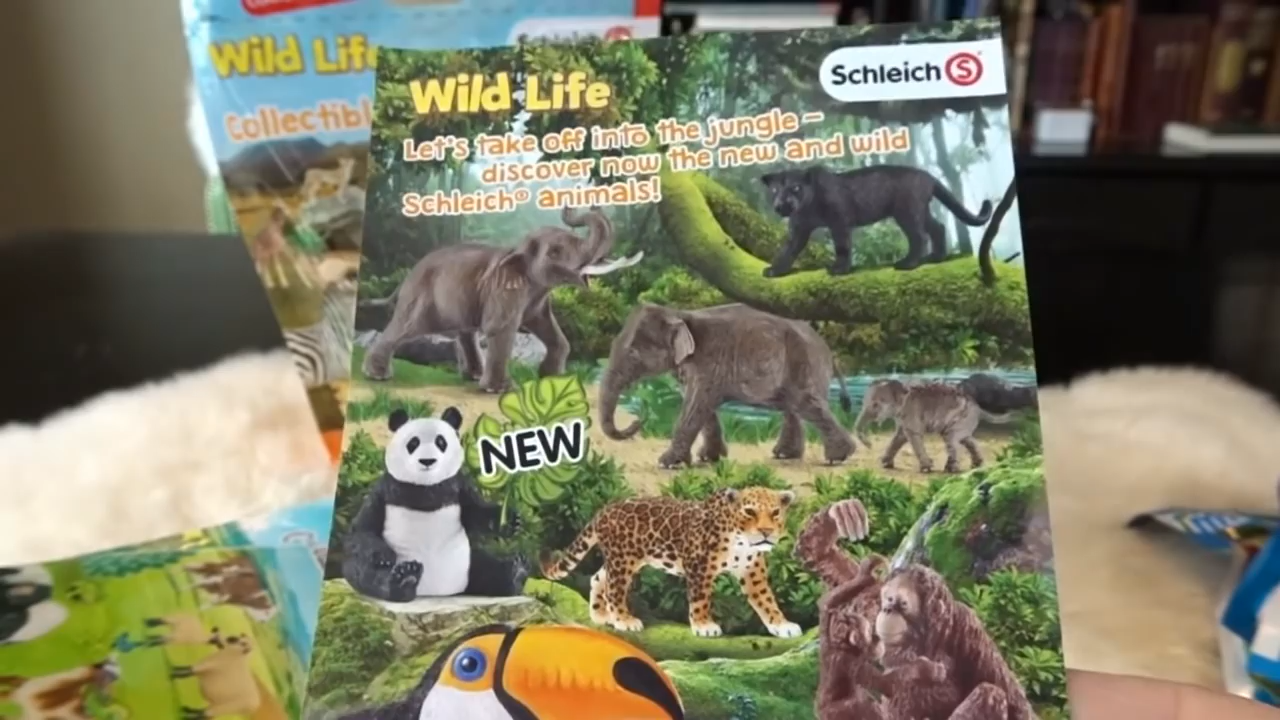 Wild Life
Schleich S
Let's take off into the jungle –
discover now the new and wild
Schleich® animals!
NEW
Wild Life